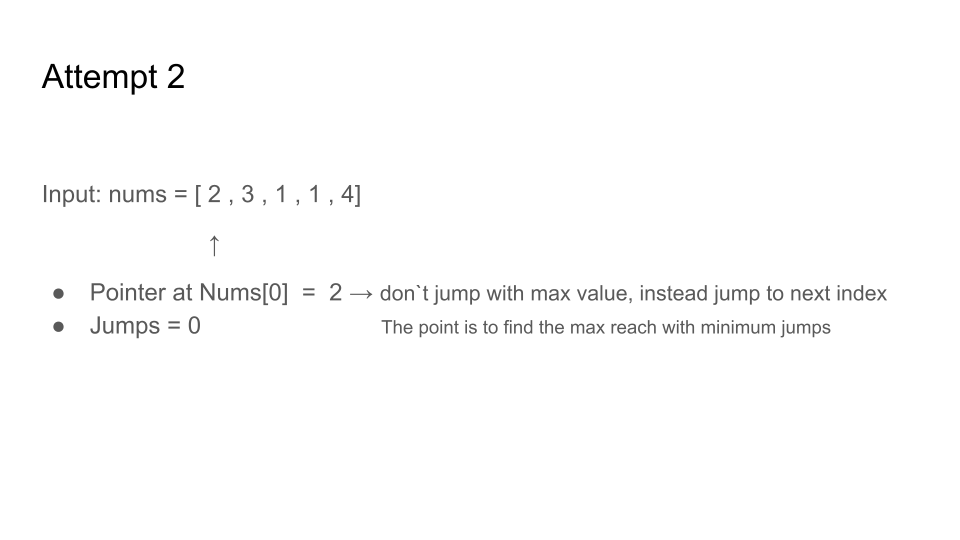 Attempt 2
Input: nums = [ 2 , 3 , 1 , 1 , 4]
↑
● Pointer at Nums[0] = 2 → don`t jump with max value, instead jump to next index
● Jumps = 0 The point is to find the max reach with minimum jumps